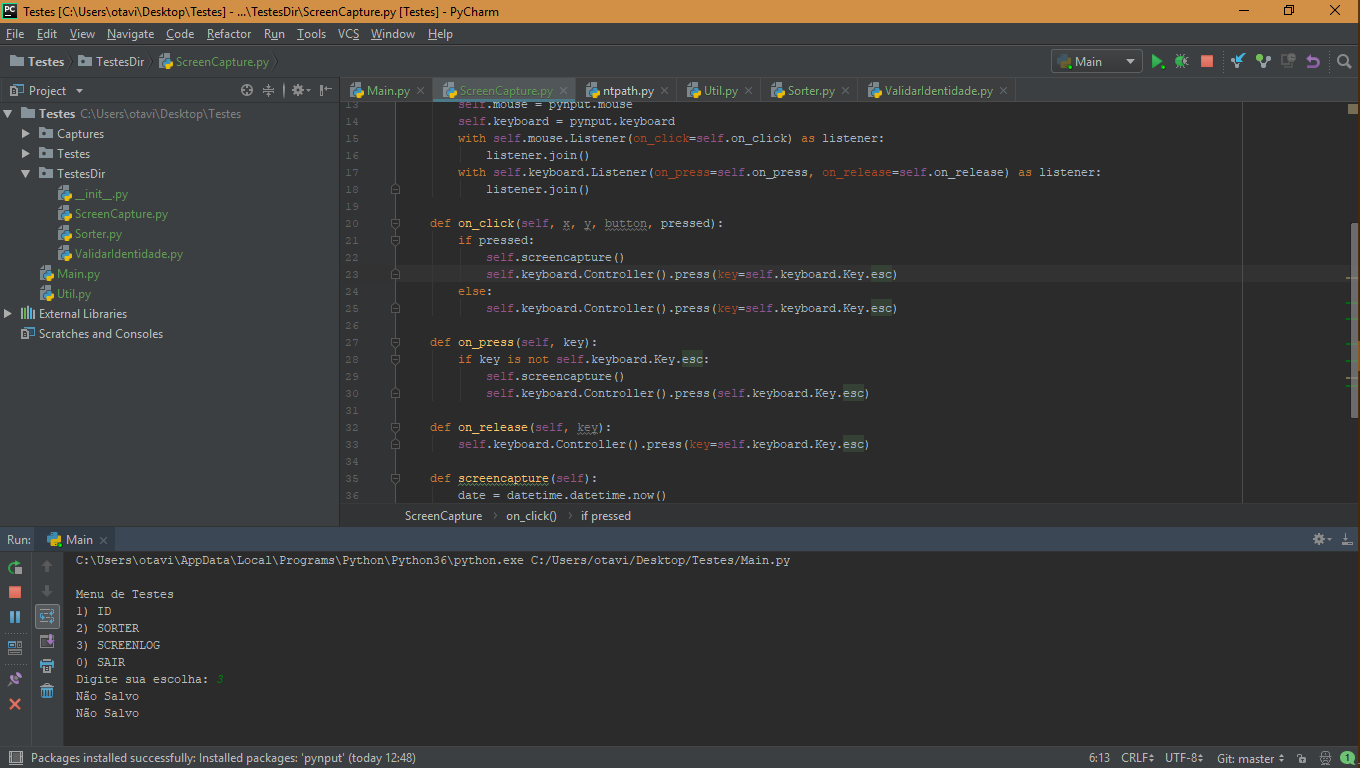 PC Testes [C:\Users\otavi\Desktop\Testes] - ...\TestesDir\ScreenCapture.py [Testes] - PyCharm
File Edit View Navigate Code Refactor Run Tools VCS Window Help
Testes TestesDir ScreenCapture.py Main
Project Main.py ScreenCapture.py ntpath.py Util.py Sorter.py ValidarIdentidade.py
Testes C:\Users\otavi\Desktop\Testes
Captures
Testes
TestesDir
__init__.py
ScreenCapture.py
Sorter.py
ValidarIdentidade.py
Main.py
Util.py
External Libraries
Scratches and Consoles
13 self.mouse = pynput.mouse
14 self.keyboard = pynput.keyboard
15 with self.mouse.Listener(on_click=self.on_click) as listener:
16 listener.join()
17 with self.keyboard.Listener(on_press=self.on_press, on_release=self.on_release) as listener:
18 listener.join()
19
20 def on_click(self, x, y, button, pressed):
21 if pressed:
22 self.screencapture()
23 self.keyboard.Controller().press(key=self.keyboard.Key.esc)
24 else:
25 self.keyboard.Controller().press(key=self.keyboard.Key.esc)
26
27 def on_press(self, key):
28 if key is not self.keyboard.Key.esc:
29 self.screencapture()
30 self.keyboard.Controller().press(self.keyboard.Key.esc)
31
32 def on_release(self, key):
33 self.keyboard.Controller().press(key=self.keyboard.Key.esc)
34
35 def screencapture(self):
36 date = datetime.datetime.now()
ScreenCapture on_click() if pressed
Run: Main
C:\Users\otavi\AppData\Local\Programs\Python\Python36\python.exe C:/Users/otavi/Desktop/Testes/Main.py
Menu de Testes
1) ID
2) SORTER
3) SCREENLOG
0) SAIR
Digite sua escolha: 3
Não Salvo
Não Salvo
Packages installed successfully: Installed packages: 'pynput' (today 12:48) 6:13 CRLF UTF-8 Git: master 1